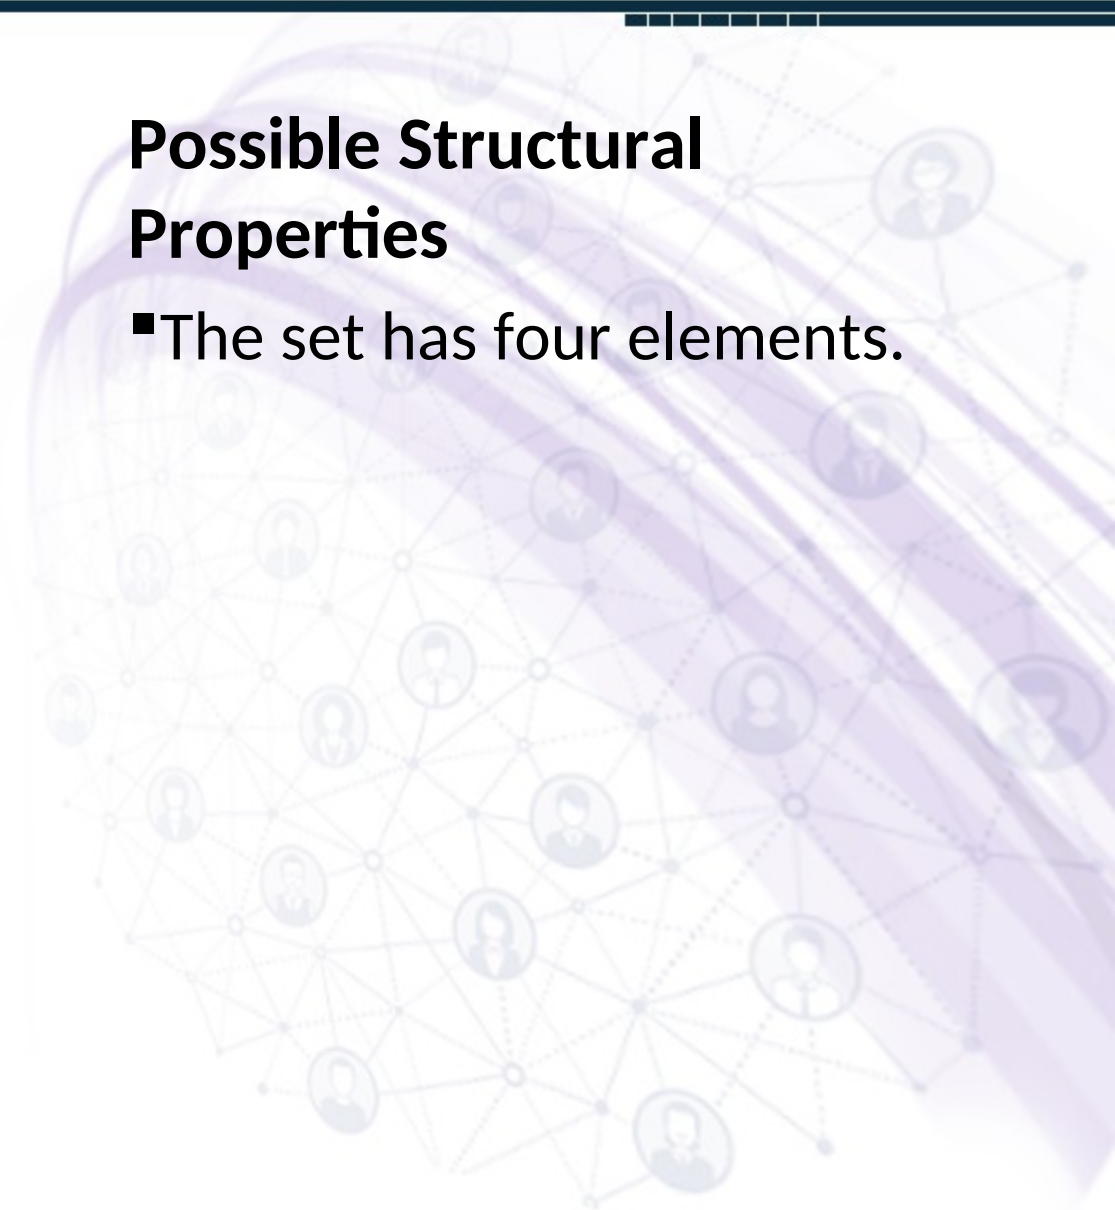 Possible Structural
Properties
▪The set has four elements.